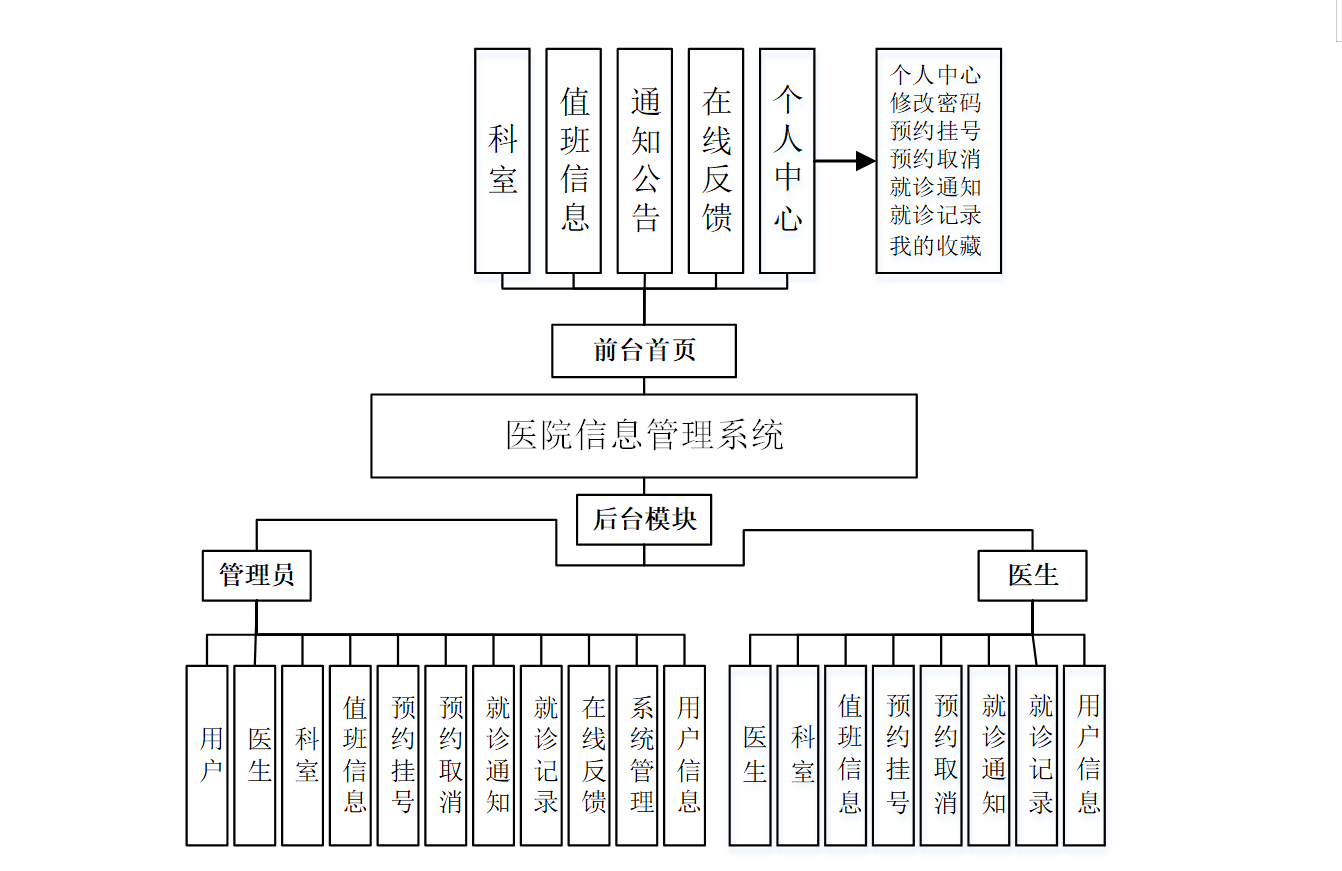 科室
值班信息
通知公告
在线反馈
个人中心
个人中心
修改密码
预约挂号
预约取消
就诊通知
就诊记录
我的收藏
前台首页
医院信息管理系统
后台模块
管理员
医生
用户
医生
科室
值班信息
预约挂号
预约取消
就诊通知
就诊记录
在线反馈
系统管理
用户信息
医生
科室
值班信息
预约挂号
预约取消
就诊通知
就诊记录
用户信息